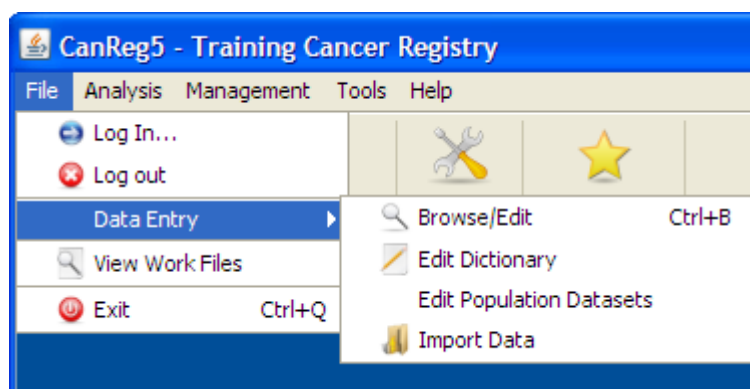 CanReg5 - Training Cancer Registry
File Analysis Management Tools Help
Log In...
Log out
Data Entry
View Work Files
Exit Ctrl+Q
Browse/Edit Ctrl+B
Edit Dictionary
Edit Population Datasets
Import Data